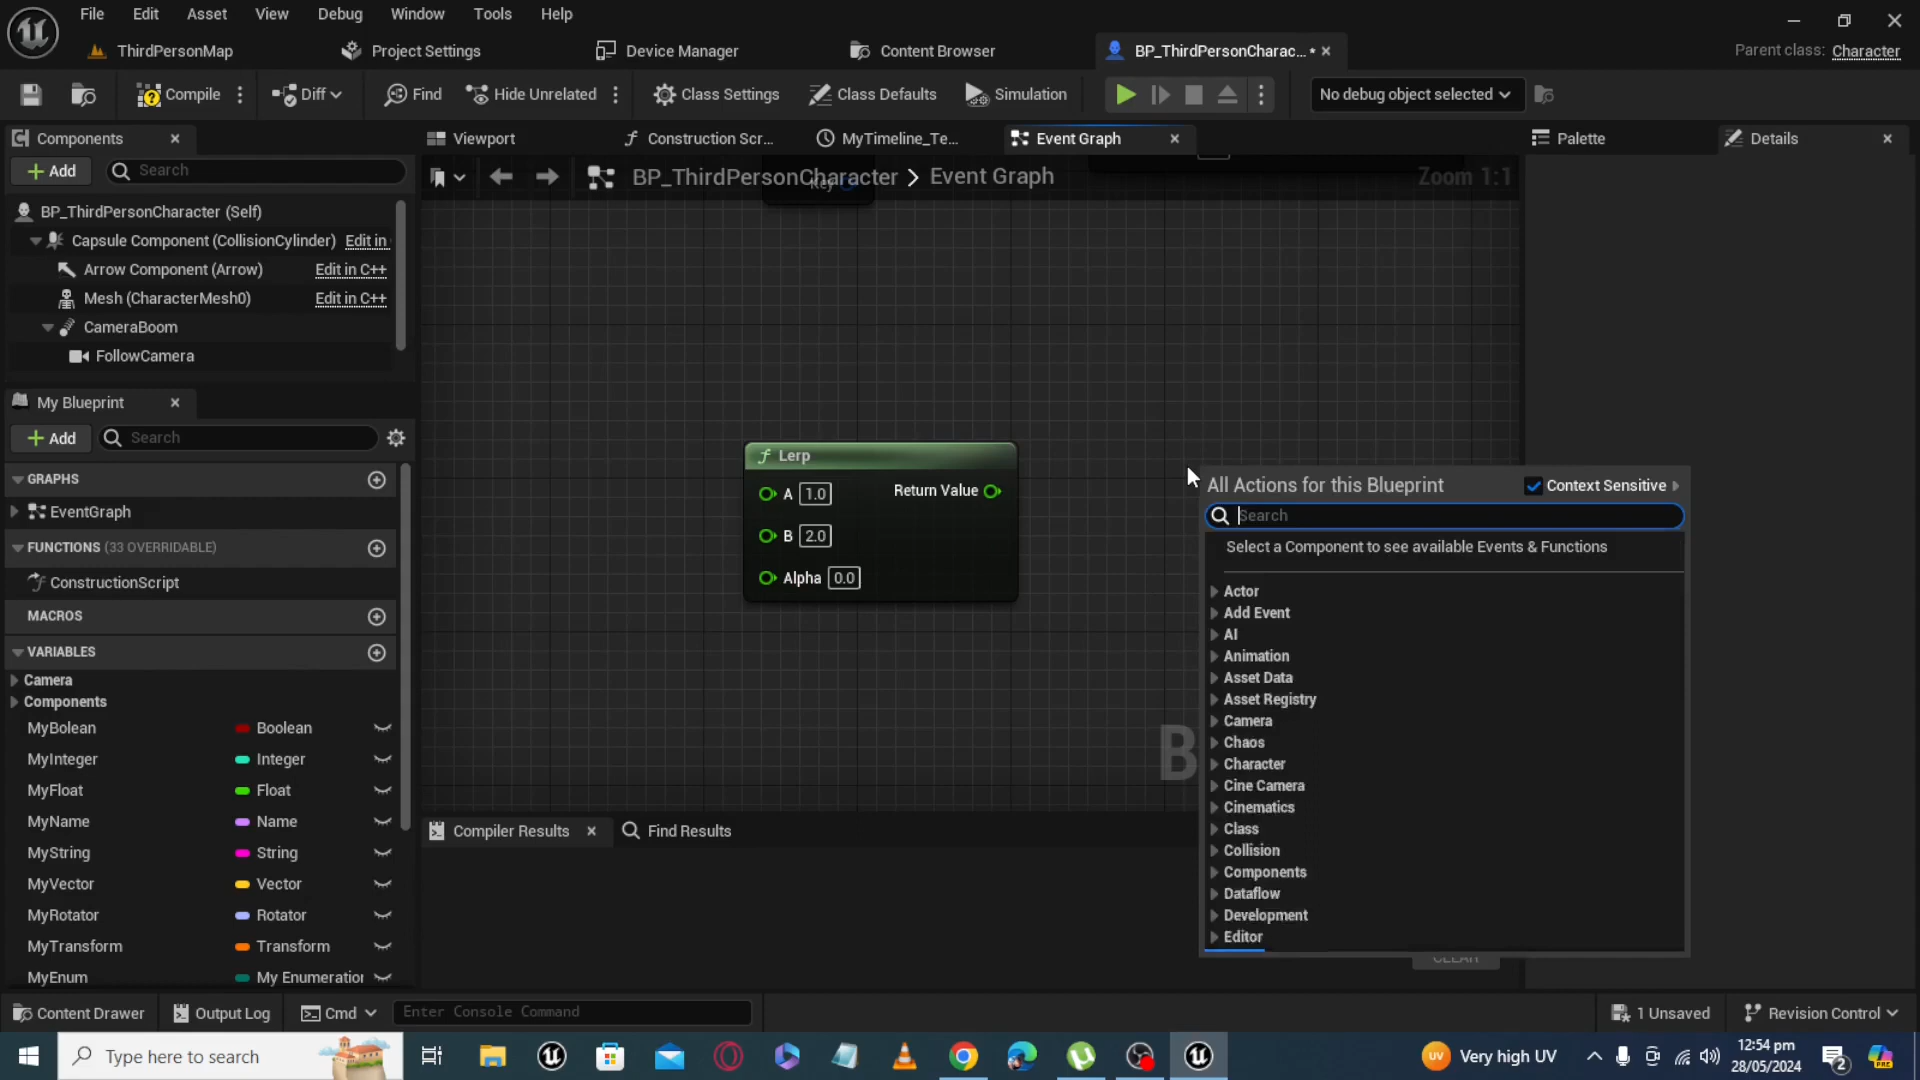 File Edit Asset View Debug Window Tools Help
ThirdPersonMap Project Settings Device Manager Content Browser BP_ThirdPersonCharac... * Parent class: Character
Compile Diff Find Hide Unrelated Class Settings Class Defaults Simulation No debug object selected
Components Viewport Construction Scr... MyTimeline_Te... Event Graph Palette Details
Add Search
BP_ThirdPersonCharacter > Event Graph Zoom 1:1
Key
BP_ThirdPersonCharacter (Self)
Capsule Component (CollisionCylinder) Edit in
Arrow Component (Arrow) Edit in C++
Mesh (CharacterMesh0) Edit in C++
CameraBoom
FollowCamera
My Blueprint
Add Search
GRAPHS
EventGraph
FUNCTIONS (33 OVERRIDABLE)
ConstructionScript
MACROS
VARIABLES
Camera
Components
MyBolean Boolean
MyInteger Integer
MyFloat Float
MyName Name
MyString String
MyVector Vector
MyRotator Rotator
MyTransform Transform
MyEnum My Enumeration
Lerp
A 1.0 Return Value
B 2.0
Alpha 0.0
B
All Actions for this Blueprint Context Sensitive
Search
Select a Component to see available Events & Functions
Actor
Add Event
AI
Animation
Asset Data
Asset Registry
Camera
Chaos
Character
Cine Camera
Cinematics
Class
Collision
Components
Dataflow
Development
Editor
CLEAR
Compiler Results Find Results
Content Drawer Output Log Cmd Enter Console Command 1 Unsaved Revision Control
Type here to search UV Very high UV 12:54 pm
28/05/2024 2 PRE